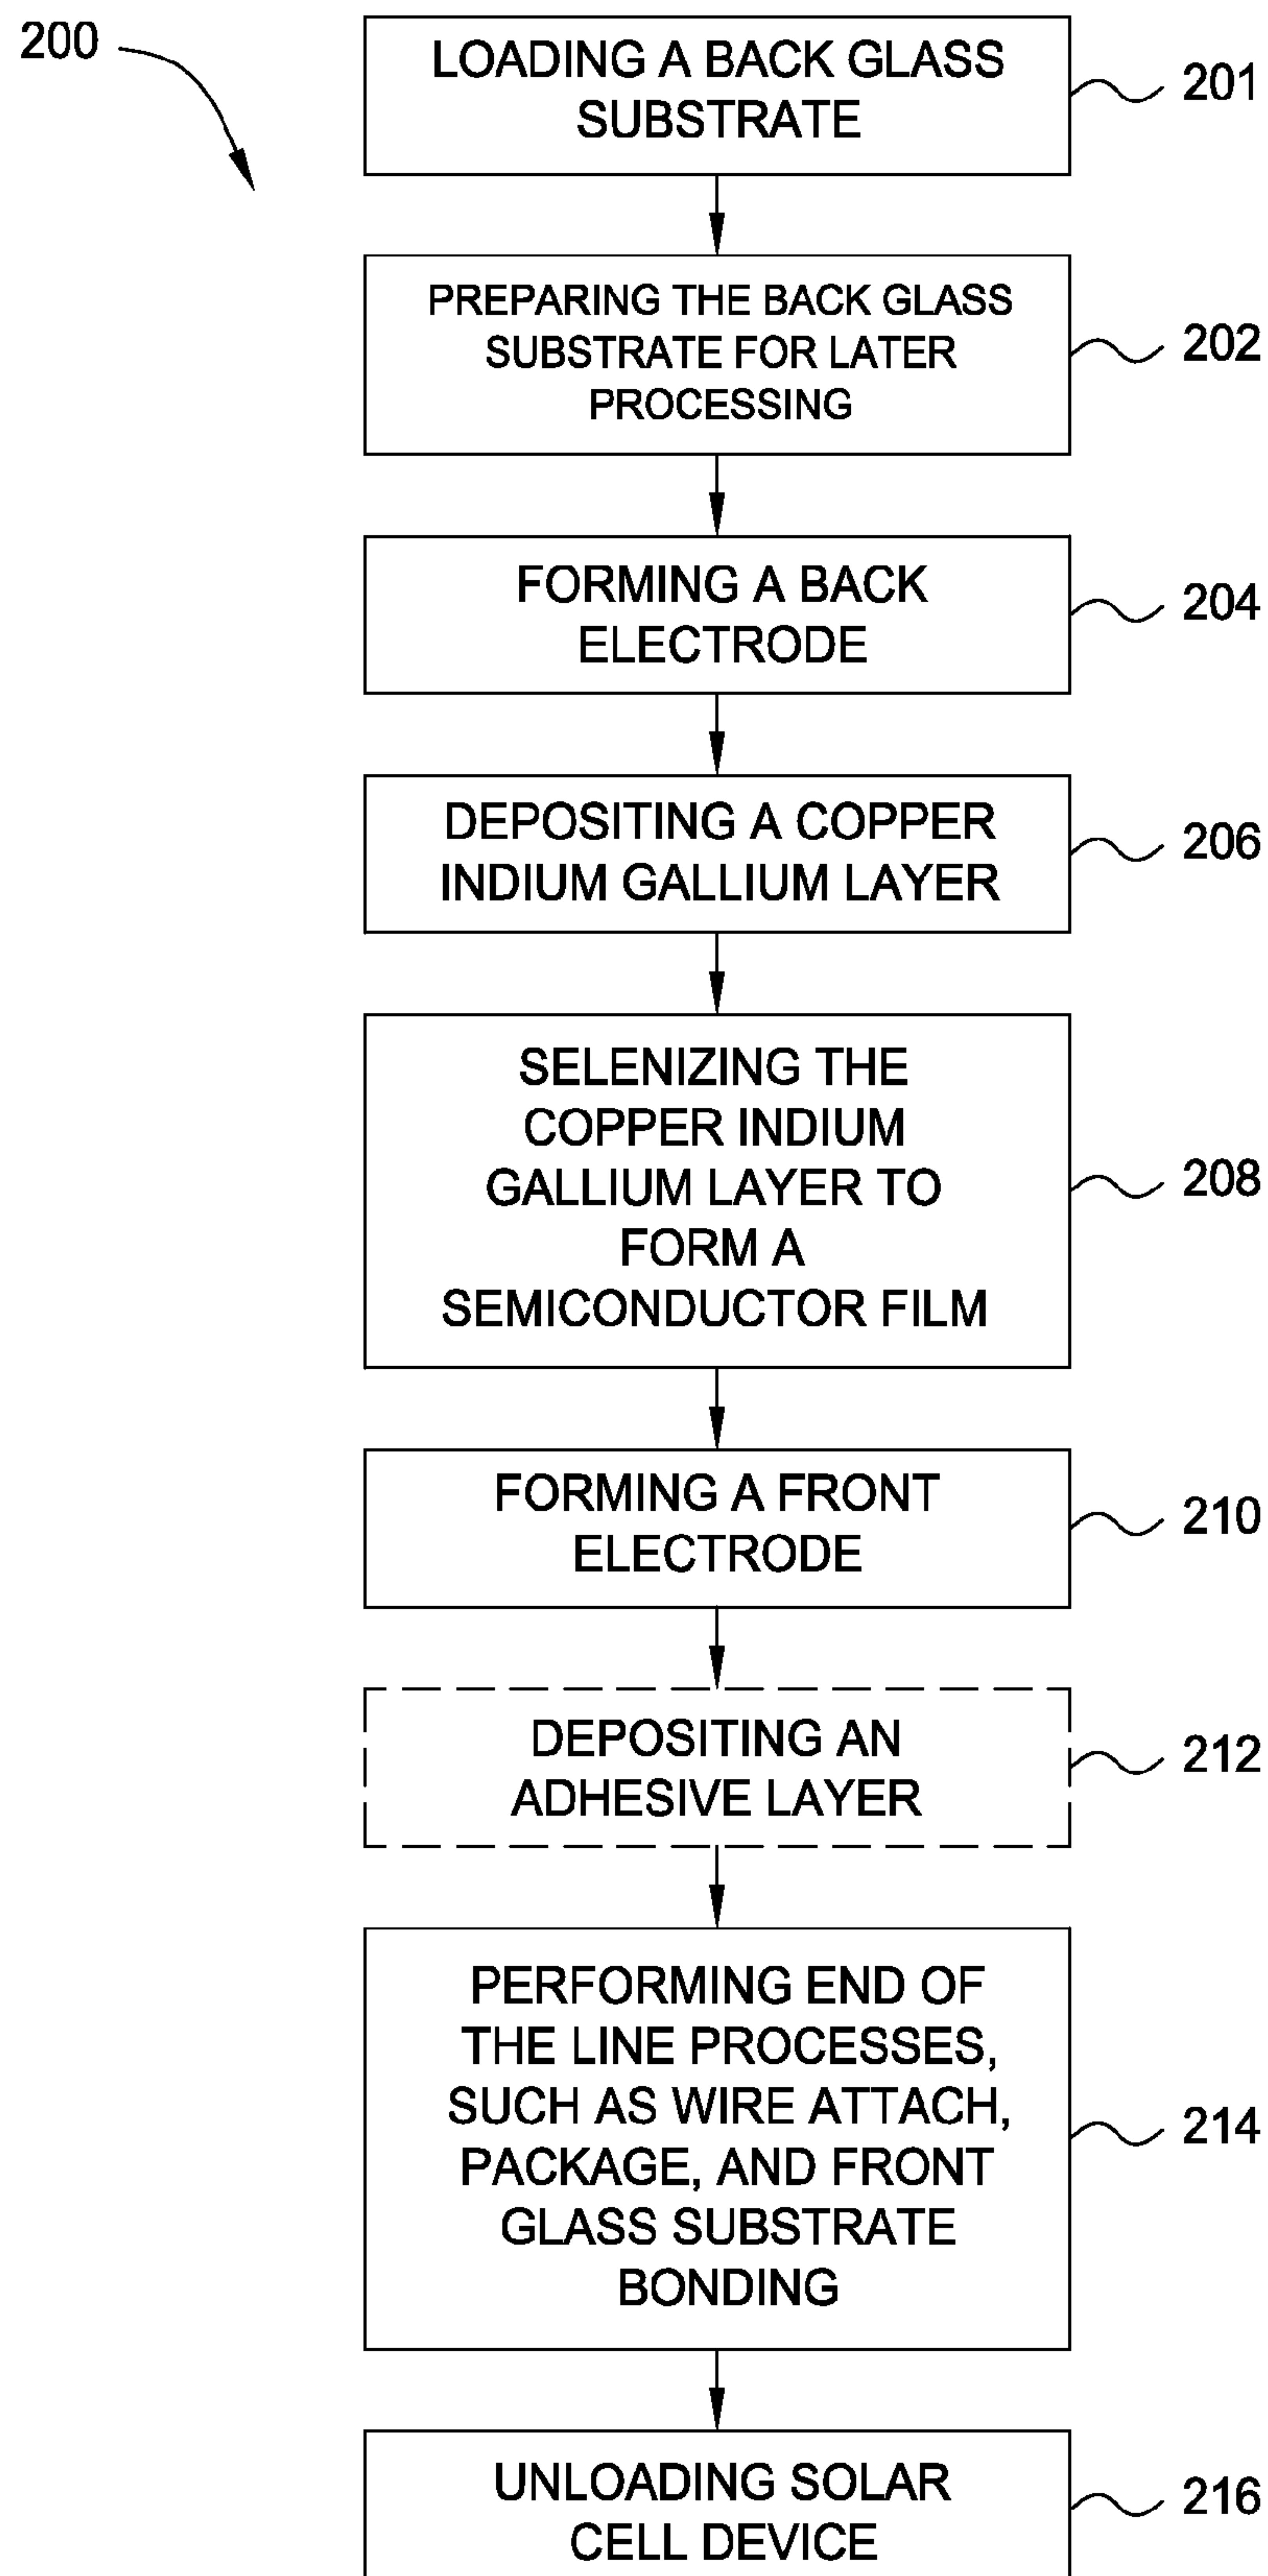 200
LOADING A BACK GLASS
SUBSTRATE
201
PREPARING THE BACK GLASS
SUBSTRATE FOR LATER
PROCESSING
202
FORMING A BACK
ELECTRODE
204
DEPOSITING A COPPER
INDIUM GALLIUM LAYER
206
SELENIZING THE
COPPER INDIUM
GALLIUM LAYER TO
FORM A
SEMICONDUCTOR FILM
208
FORMING A FRONT
ELECTRODE
210
DEPOSITING AN
ADHESIVE LAYER
212
PERFORMING END OF
THE LINE PROCESSES,
SUCH AS WIRE ATTACH,
PACKAGE, AND FRONT
GLASS SUBSTRATE
BONDING
214
UNLOADING SOLAR
CELL DEVICE
216